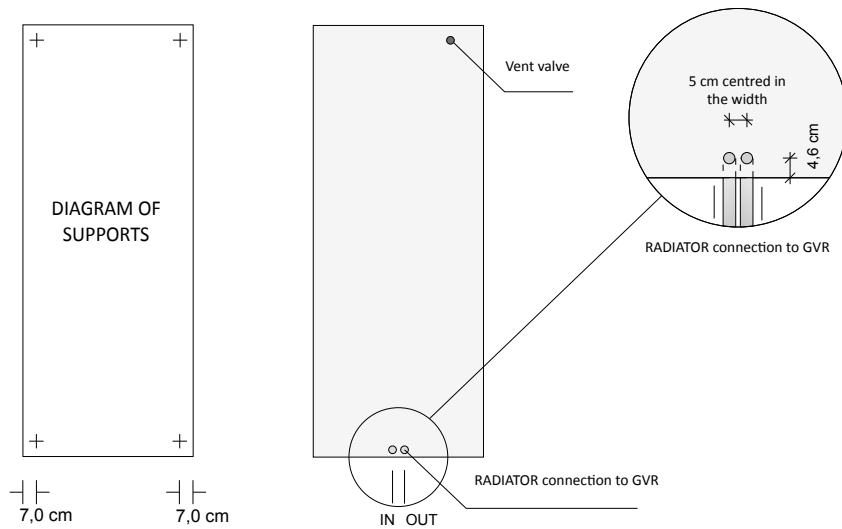 DIAGRAM OF
SUPPORTS
7,0 cm
7,0 cm
Vent valve
RADIATOR connection to GVR
IN OUT
5 cm centred in
the width
4,6 cm
RADIATOR connection to GVR